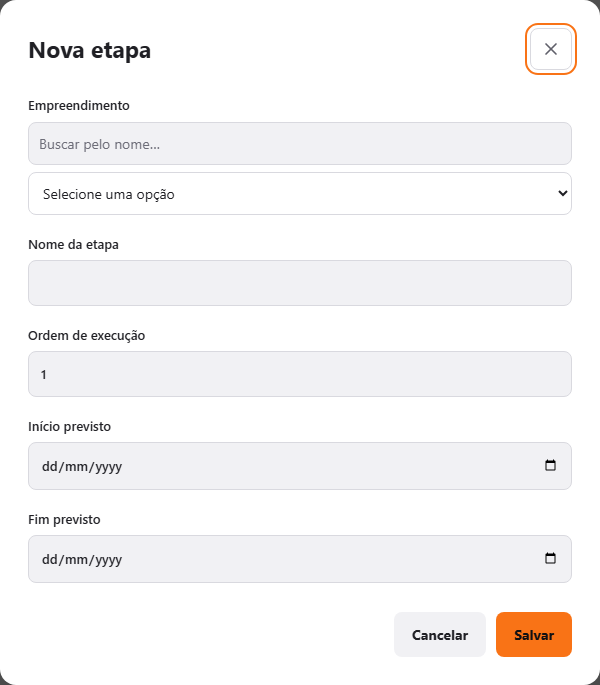 Nova etapa
Empreendimento
Buscar pelo nome...
Selecione uma opção
Nome da etapa
Ordem de execução
1
Início previsto
dd/mm/yyyy
Fim previsto
dd/mm/yyyy
Cancelar
Salvar